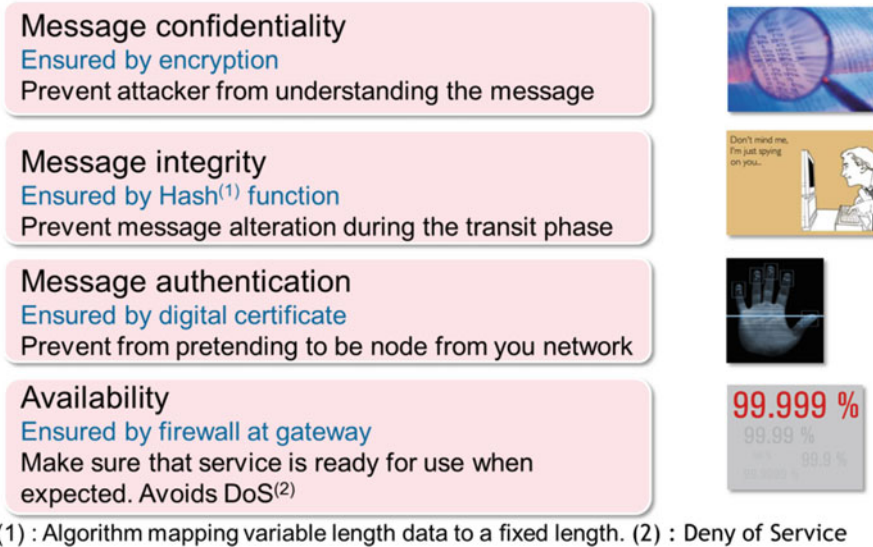 Message confidentiality
Ensured by encryption
Prevent attacker from understanding the message
Don't mind me,
I'm just spying
on you..
Message integrity
Ensured by Hash(1) function
Prevent message alteration during the transit phase
Message authentication
Ensured by digital certificate
Prevent from pretending to be node from you network
Availability
Ensured by firewall at gateway
Make sure that service is ready for use when
expected. Avoids DoS(2)
99.999 %
99.99 %
99.9 %
(1) : Algorithm mapping variable length data to a fixed length. (2) : Deny of Service